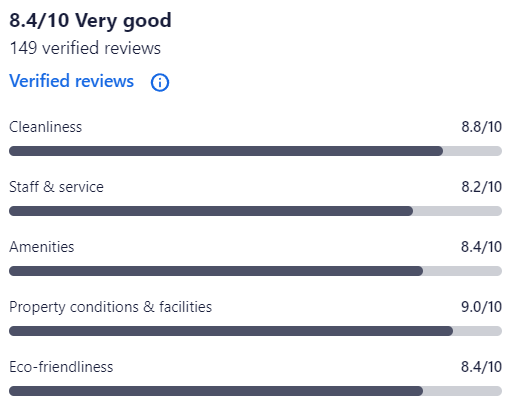 8.4/10 Very good
149 verified reviews
Verified reviews
Cleanliness 8.8/10
Staff & service 8.2/10
Amenities 8.4/10
Property conditions & facilities 9.0/10
Eco-friendliness 8.4/10